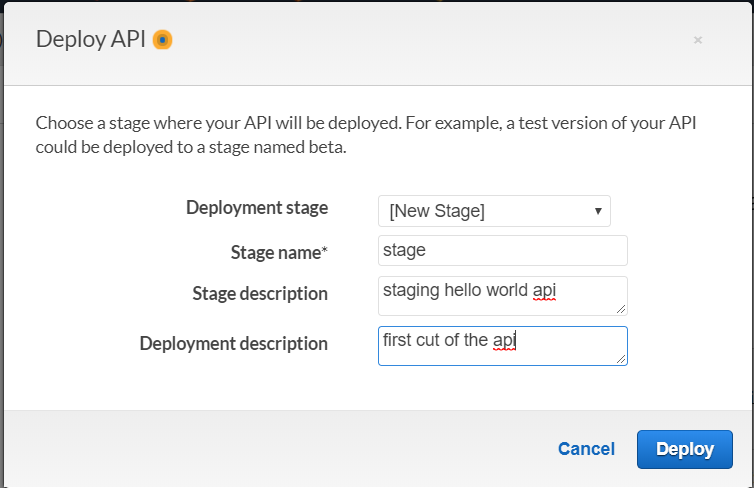 Deploy API
×
Choose a stage where your API will be deployed. For example, a test version of your API
could be deployed to a stage named beta.
Deployment stage [New Stage]
Stage name* stage
Stage description staging hello world api
Deployment description first cut of the api
Cancel Deploy